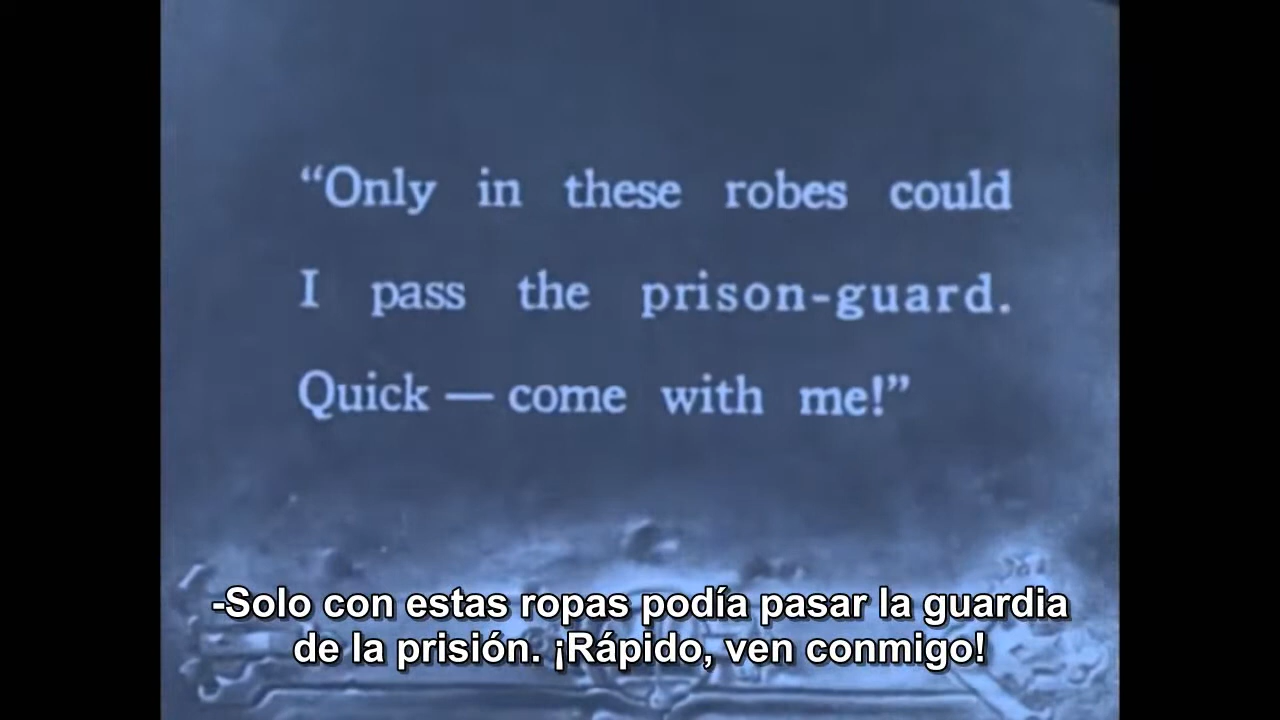 “Only in these robes could
I pass the prison-guard.
Quick — come with me!”
-Solo con estas ropas podía pasar la guardia
de la prisión. ¡Rápido, ven conmigo!